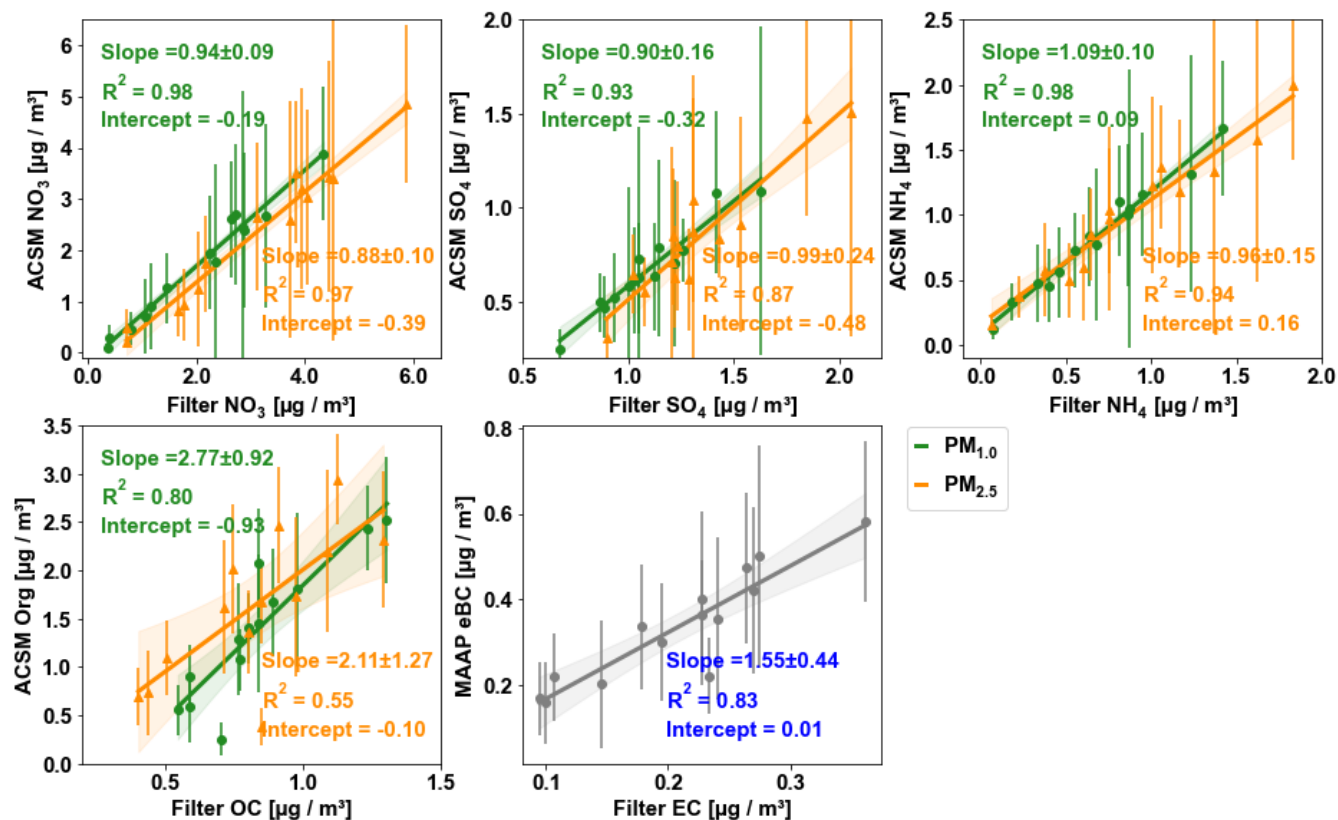 Slope =0.94±0.09
R² = 0.98
Intercept = -0.19
Slope =0.88±0.10
R² = 0.97
Intercept = -0.39
6
5
4
3
2
1
0
0.0
2.0
4.0
6.0
ACSM NO₃ [µg / m³]
Filter NO₃ [µg / m³]
Slope =0.90±0.16
R² = 0.93
Intercept = -0.32
Slope =0.99±0.24
R² = 0.87
Intercept = -0.48
2.0
1.5
1.0
0.5
0.5
1.0
1.5
2.0
ACSM SO₄ [µg / m³]
Filter SO₄ [µg / m³]
Slope =1.09±0.10
R² = 0.98
Intercept = 0.09
Slope =0.96±0.15
R² = 0.94
Intercept = 0.16
2.5
2.0
1.5
1.0
0.5
0.0
0.0
0.5
1.0
1.5
2.0
ACSM NH₄ [µg / m³]
Filter NH₄ [µg / m³]
Slope =2.77±0.92
R² = 0.80
Intercept = -0.93
Slope =2.11±1.27
R² = 0.55
Intercept = -0.10
3.5
3.0
2.5
2.0
1.5
1.0
0.5
0.0
0.5
1.0
1.5
ACSM Org [µg / m³]
Filter OC [µg / m³]
Slope =1.55±0.44
R² = 0.83
Intercept = 0.01
0.8
0.6
0.4
0.2
0.1
0.2
0.3
MAAP eBC [µg / m³]
Filter EC [µg / m³]
PM₁.₀
PM₂.₅